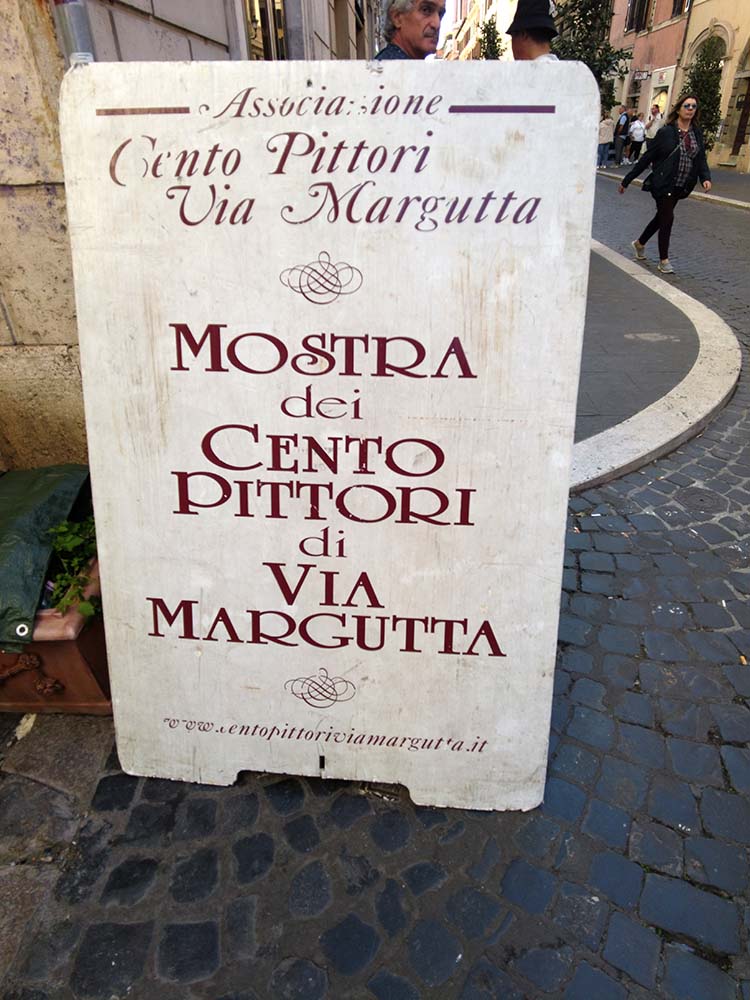 Associazione
Cento Pittori
Via Margutta
MOSTRA
dei
CENTO
PITTORI
di
VIA
MARGUTTA
www.centopittoriviamargutta.it